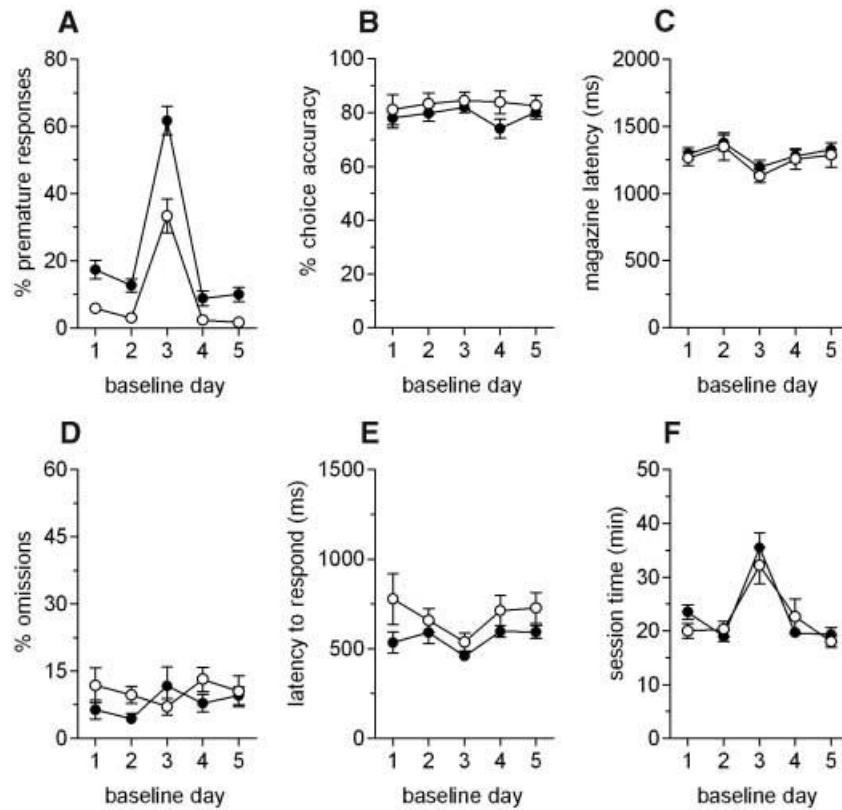 A
% premature responses
80
60
40
20
0
1 2 3 4 5
baseline day
B
% choice accuracy
100
80
60
40
20
0
1 2 3 4 5
baseline day
C
magazine latency (ms)
2000
1500
1000
500
0
1 2 3 4 5
baseline day
D
% omissions
60
45
30
15
0
1 2 3 4 5
baseline day
E
latency to respond (ms)
1500
1000
500
0
1 2 3 4 5
baseline day
F
session time (min)
50
40
30
20
10
0
1 2 3 4 5
baseline day